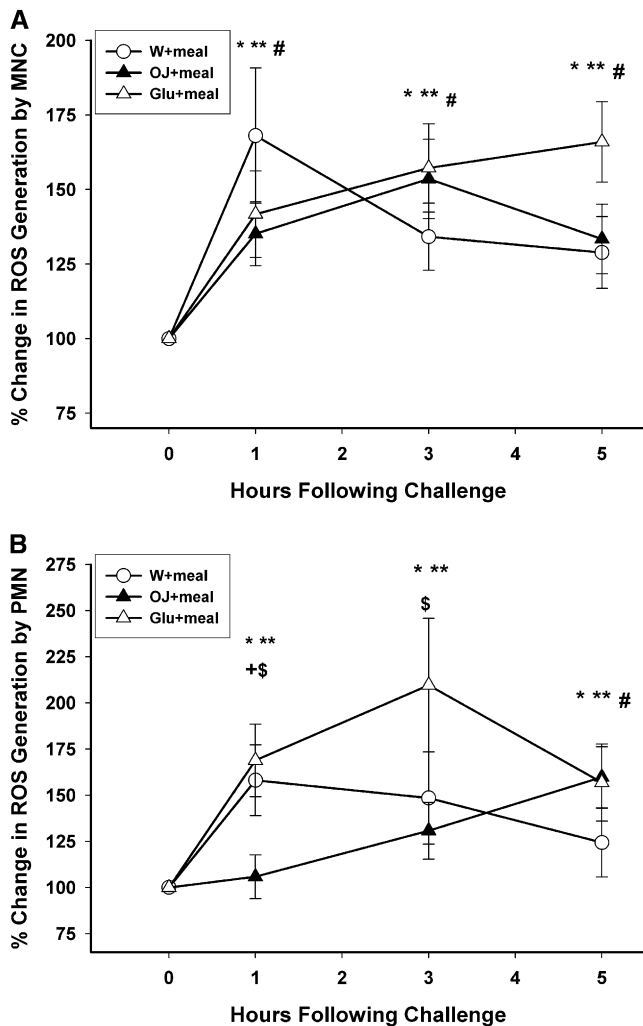 A
% Change in ROS Generation by MNC
200
175
150
125
100
75
W+meal
OJ+meal
Glu+meal
* ** #
* ** #
* ** #
0 1 2 3 4 5
Hours Following Challenge
B
% Change in ROS Generation by PMN
275
250
225
200
175
150
125
100
75
W+meal
OJ+meal
Glu+meal
* **
+$
* **
$
* ** #
0 1 2 3 4 5
Hours Following Challenge